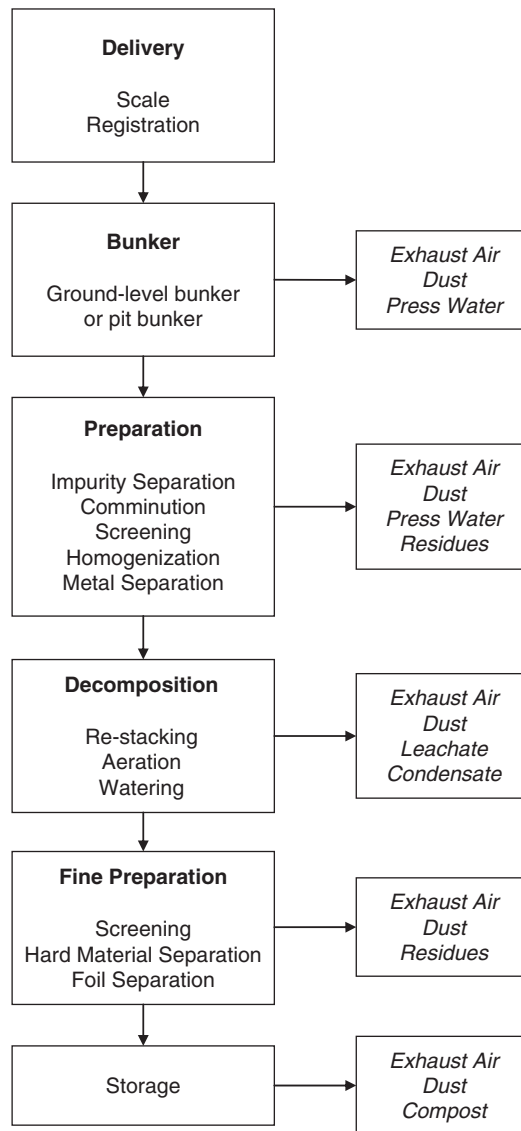 Delivery
Scale
Registration
Bunker
Ground-level bunker
or pit bunker
Exhaust Air
Dust
Press Water
Preparation
Impurity Separation
Comminution
Screening
Homogenization
Metal Separation
Exhaust Air
Dust
Press Water
Residues
Decomposition
Re-stacking
Aeration
Watering
Exhaust Air
Dust
Leachate
Condensate
Fine Preparation
Screening
Hard Material Separation
Foil Separation
Exhaust Air
Dust
Residues
Storage
Exhaust Air
Dust
Compost